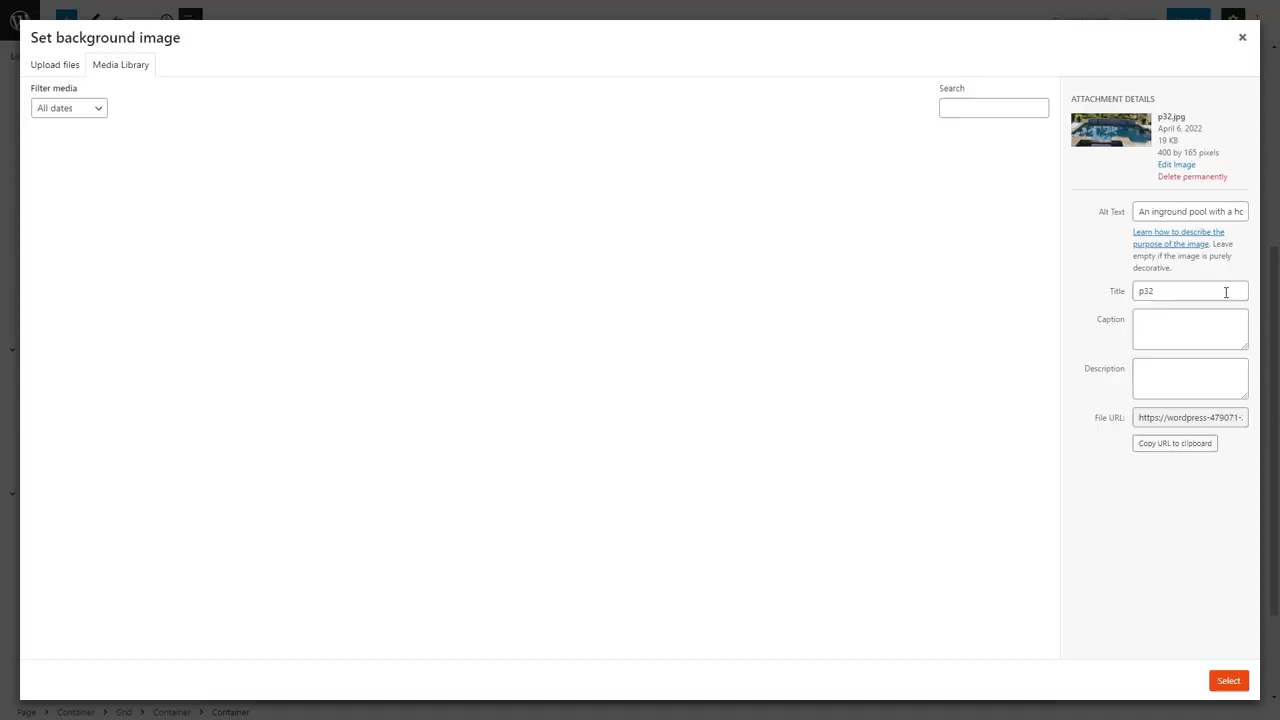 Set background image
Upload files
Media Library
Filter media
All dates
Search
ATTACHMENT DETAILS
p32.jpg
April 6, 2022
19 KB
400 by 165 pixels
Edit Image
Delete permanently
Alt Text
An inground pool with a hc
Learn how to describe the
purpose of the image. Leave
empty if the image is purely
decorative.
Title
p32
Caption
Description
File URL:
https://wordpress-479071-
Copy URL to clipboard
Select
Page
Container
Grid
Container
Container